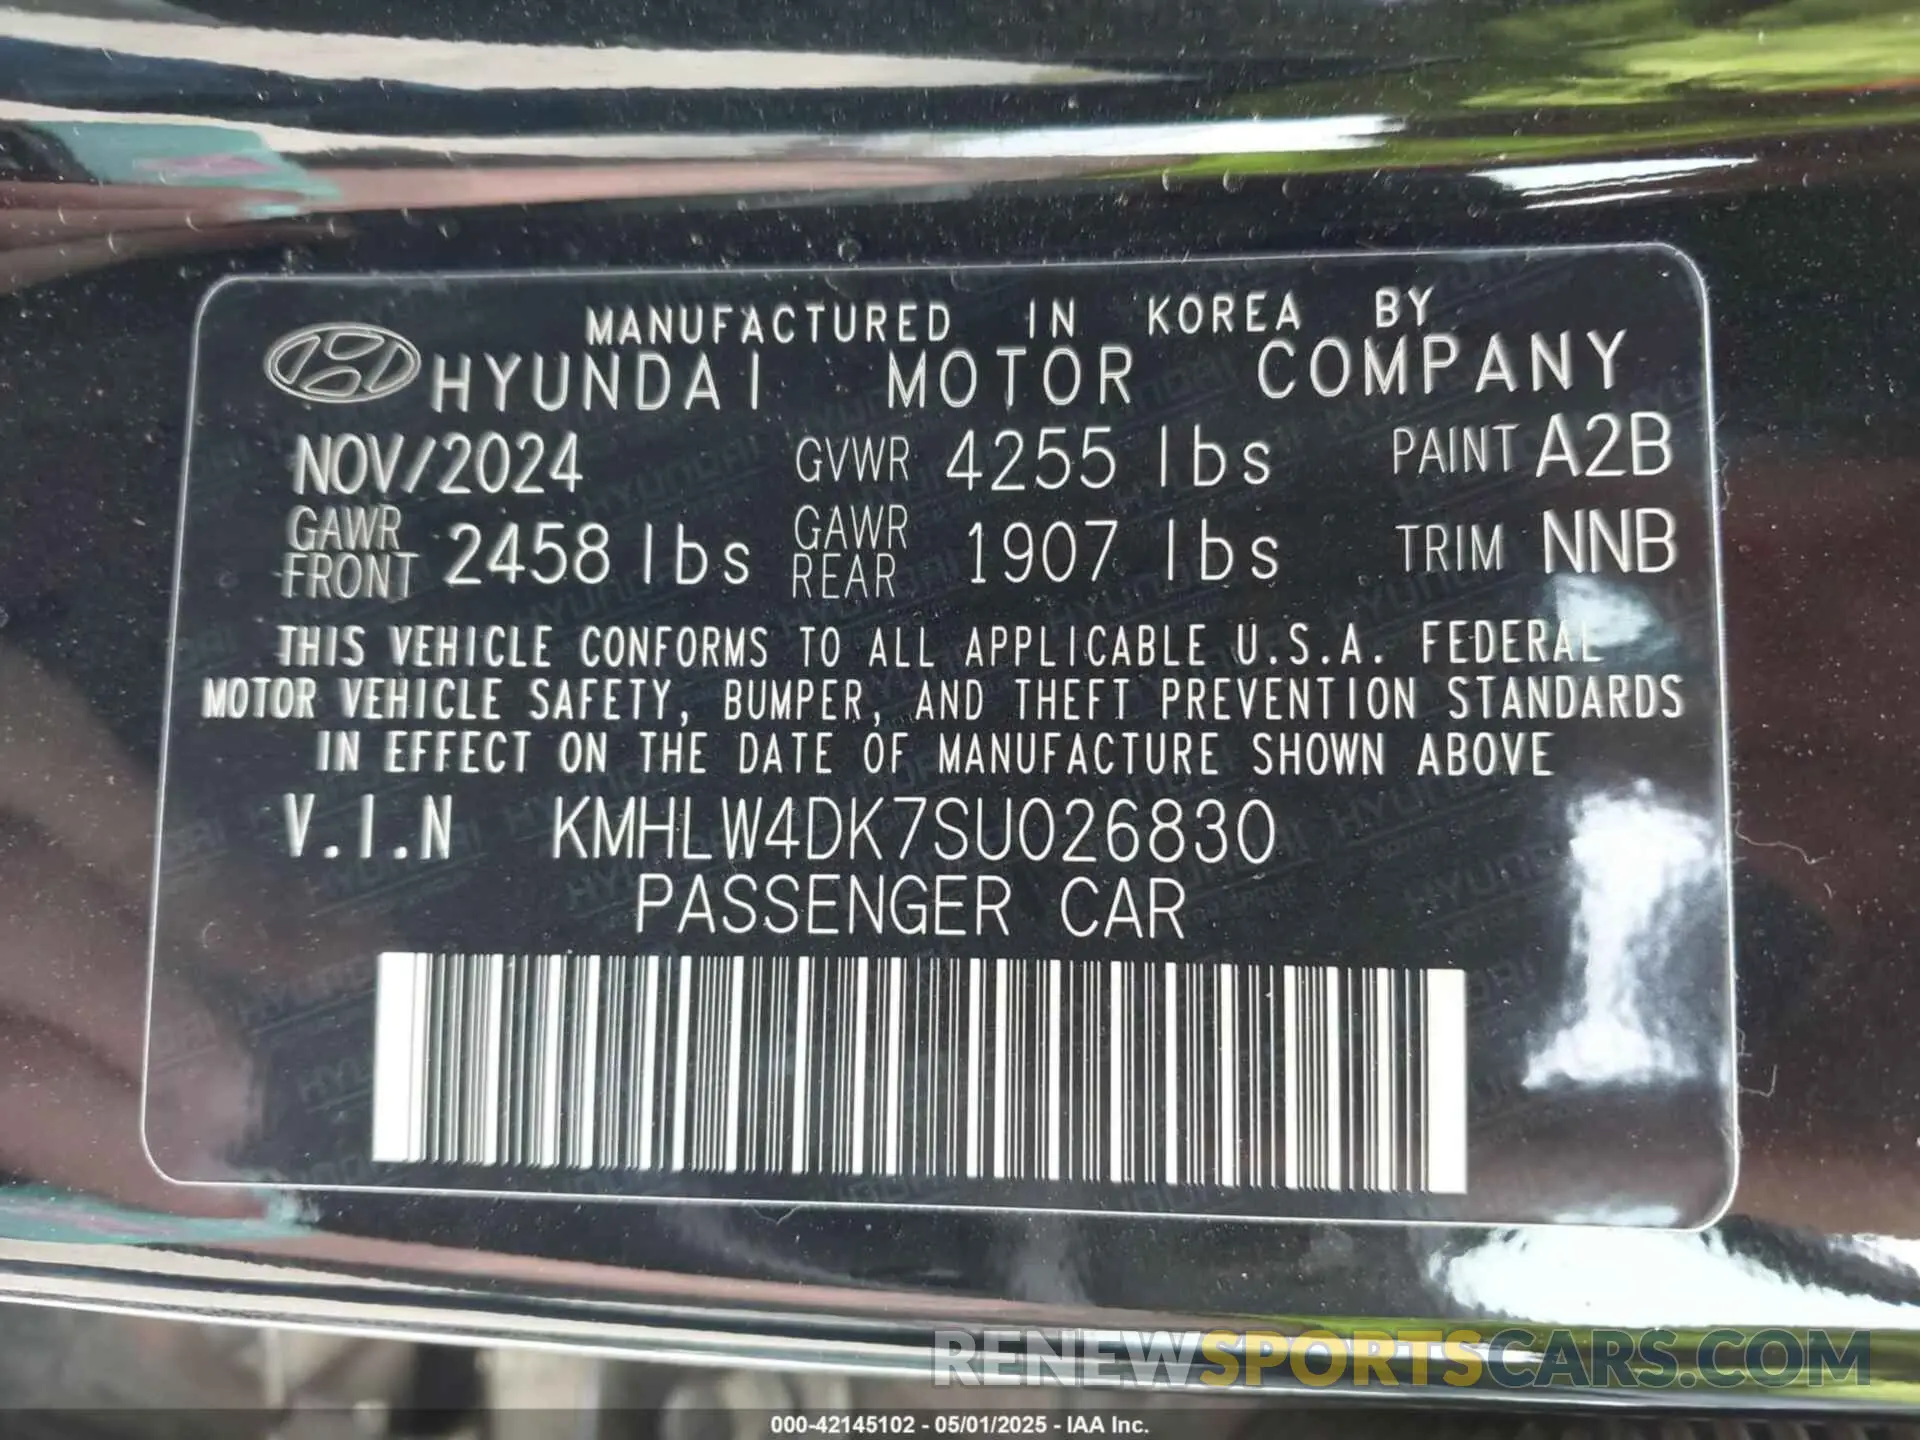 MANUFACTURED IN KOREA BY
HYUNDAI MOTOR COMPANY
NOV/2024 GVWR 4255 lbs PAINT A2B
GAWR FRONT 2458 lbs GAWR REAR 1907 lbs TRIM NNB
THIS VEHICLE CONFORMS TO ALL APPLICABLE U.S.A. FEDERAL
MOTOR VEHICLE SAFETY, BUMPER, AND THEFT PREVENTION STANDARDS
IN EFFECT ON THE DATE OF MANUFACTURE SHOWN ABOVE
V.I.N KMHLW4DK7SU026830
PASSENGER CAR
RENEWSPORTSCARS.COM
000-42145102 - 05/01/2025 - IAA Inc.